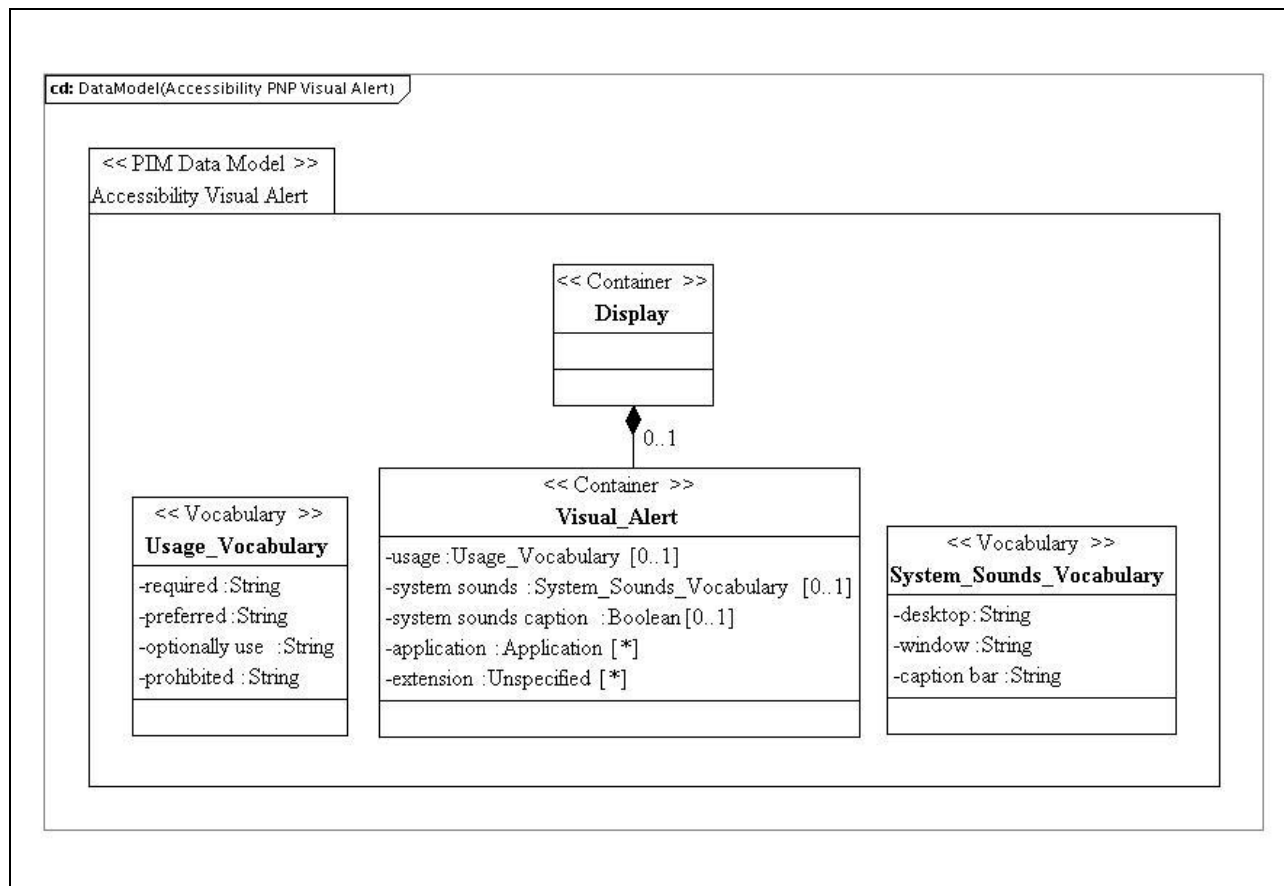 cd: DataModel(Accessibility PNP Visual Alert)
<< PIM Data Model >>
Accessibility Visual Alert
<< Container >>
Display
0..1
<< Container >>
Visual_Alert
-usage :Usage_Vocabulary [0..1]
-system sounds :System_Sounds_Vocabulary [0..1]
-system sounds caption :Boolean [0..1]
-application :Application [*]
-extension :Unspecified [*]
<< Vocabulary >>
Usage_Vocabulary
-required :String
-preferred :String
-optionally use :String
-prohibited :String
<< Vocabulary >>
System_Sounds_Vocabulary
-desktop: String
-window :String
-caption bar :String